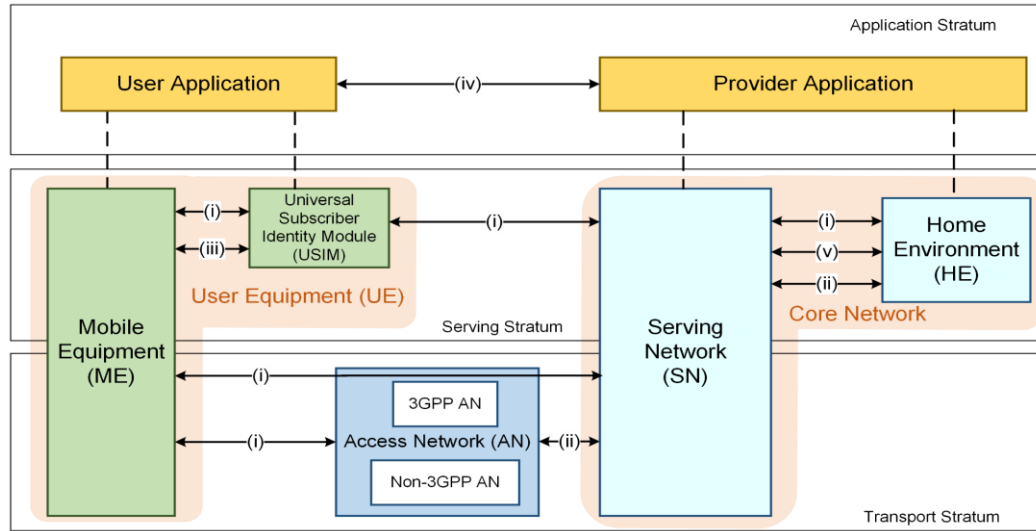 Application Stratum
User Application
(iv)
Provider Application
Mobile
Equipment
(ME)
(i)
(iii)
Universal
Subscriber
Identity Module
(USIM)
(i)
User Equipment (UE)
Serving
Network
(SN)
(i)
(v)
(ii)
Home
Environment
(HE)
Core Network
Serving Stratum
(i)
(i)
3GPP AN
Access Network (AN)
Non-3GPP AN
(ii)
Transport Stratum